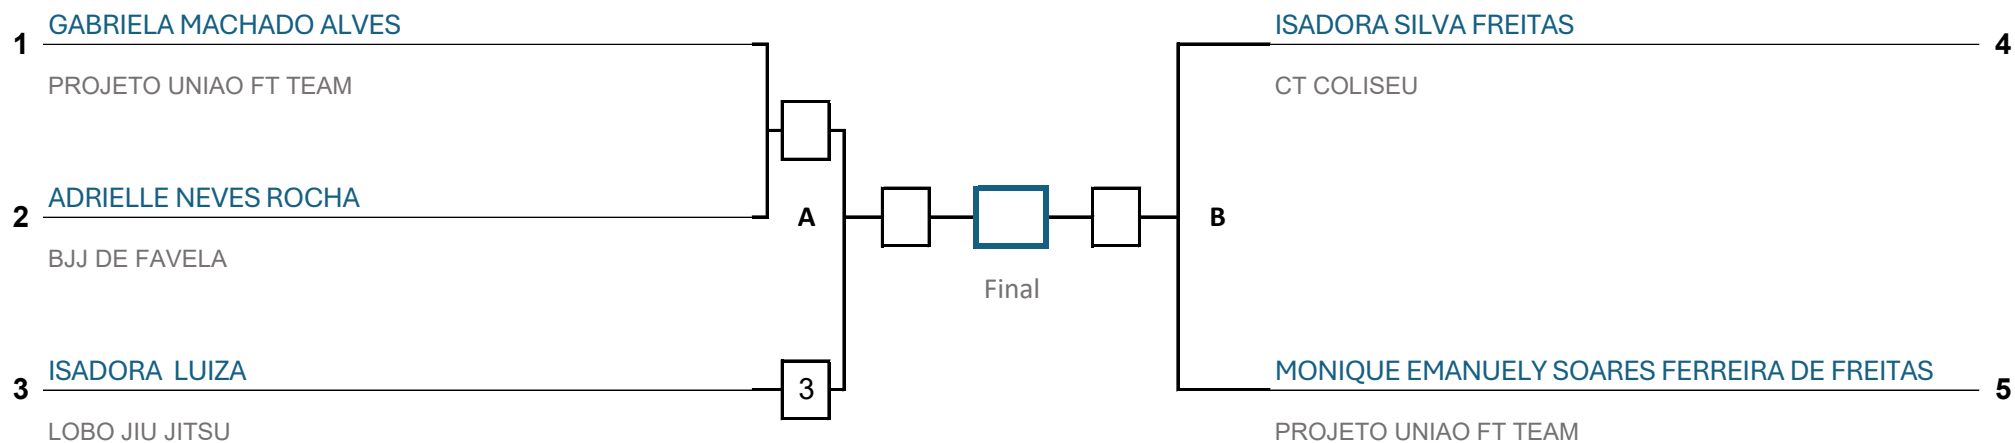 GABRIELA MACHADO ALVES
1
PROJETO UNIAO FT TEAM
ADRIELLE NEVES ROCHA
2
BJJ DE FAVELA
A
ISADORA  LUIZA
3
3
LOBO JIU JITSU
Final
ISADORA SILVA FREITAS
4
CT COLISEU
B
MONIQUE EMANUELY SOARES FERREIRA DE FREITAS
5
PROJETO UNIAO FT TEAM